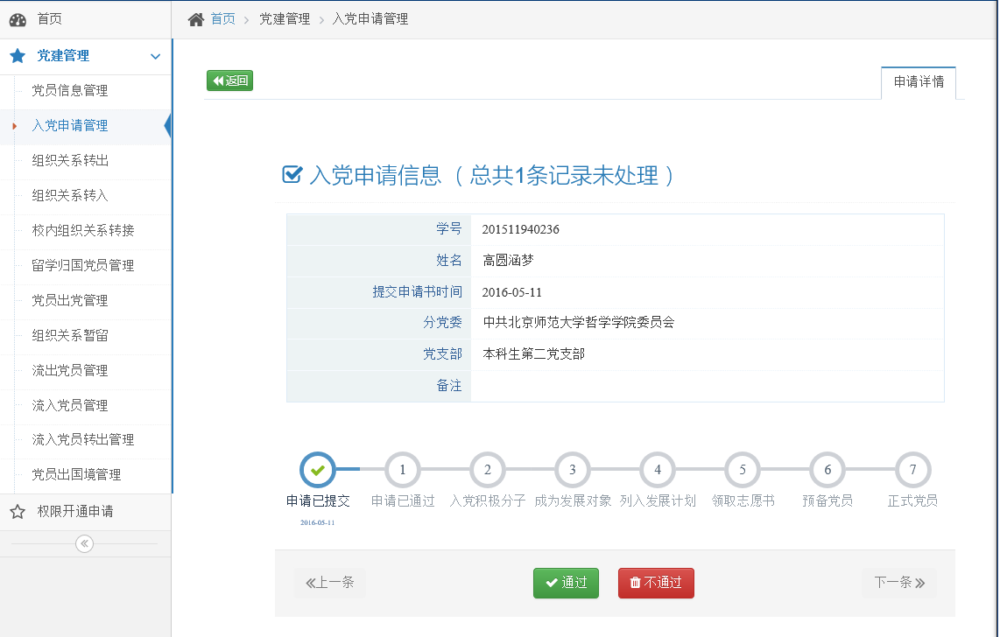 首页
党建管理
党员信息管理
入党申请管理
组织关系转出
组织关系转入
校内组织关系转接
留学归国党员管理
党员出党管理
组织关系暂留
流出党员管理
流入党员管理
流入党员转出管理
党员出国境管理
权限开通申请
首页 > 党建管理 > 入党申请管理
返回
申请详情
入党申请信息（总共1条记录未处理）
学号 201511940236
姓名 高圆涵梦
提交申请书时间 2016-05-11
分党委 中共北京师范大学哲学学院委员会
党支部 本科生第二党支部
备注
1 2 3 4 5 6 7
申请已提交 申请已通过 入党积极分子 成为发展对象 列入发展计划 领取志愿书 预备党员 正式党员
2016-05-11
上一条 通过 不通过 下一条